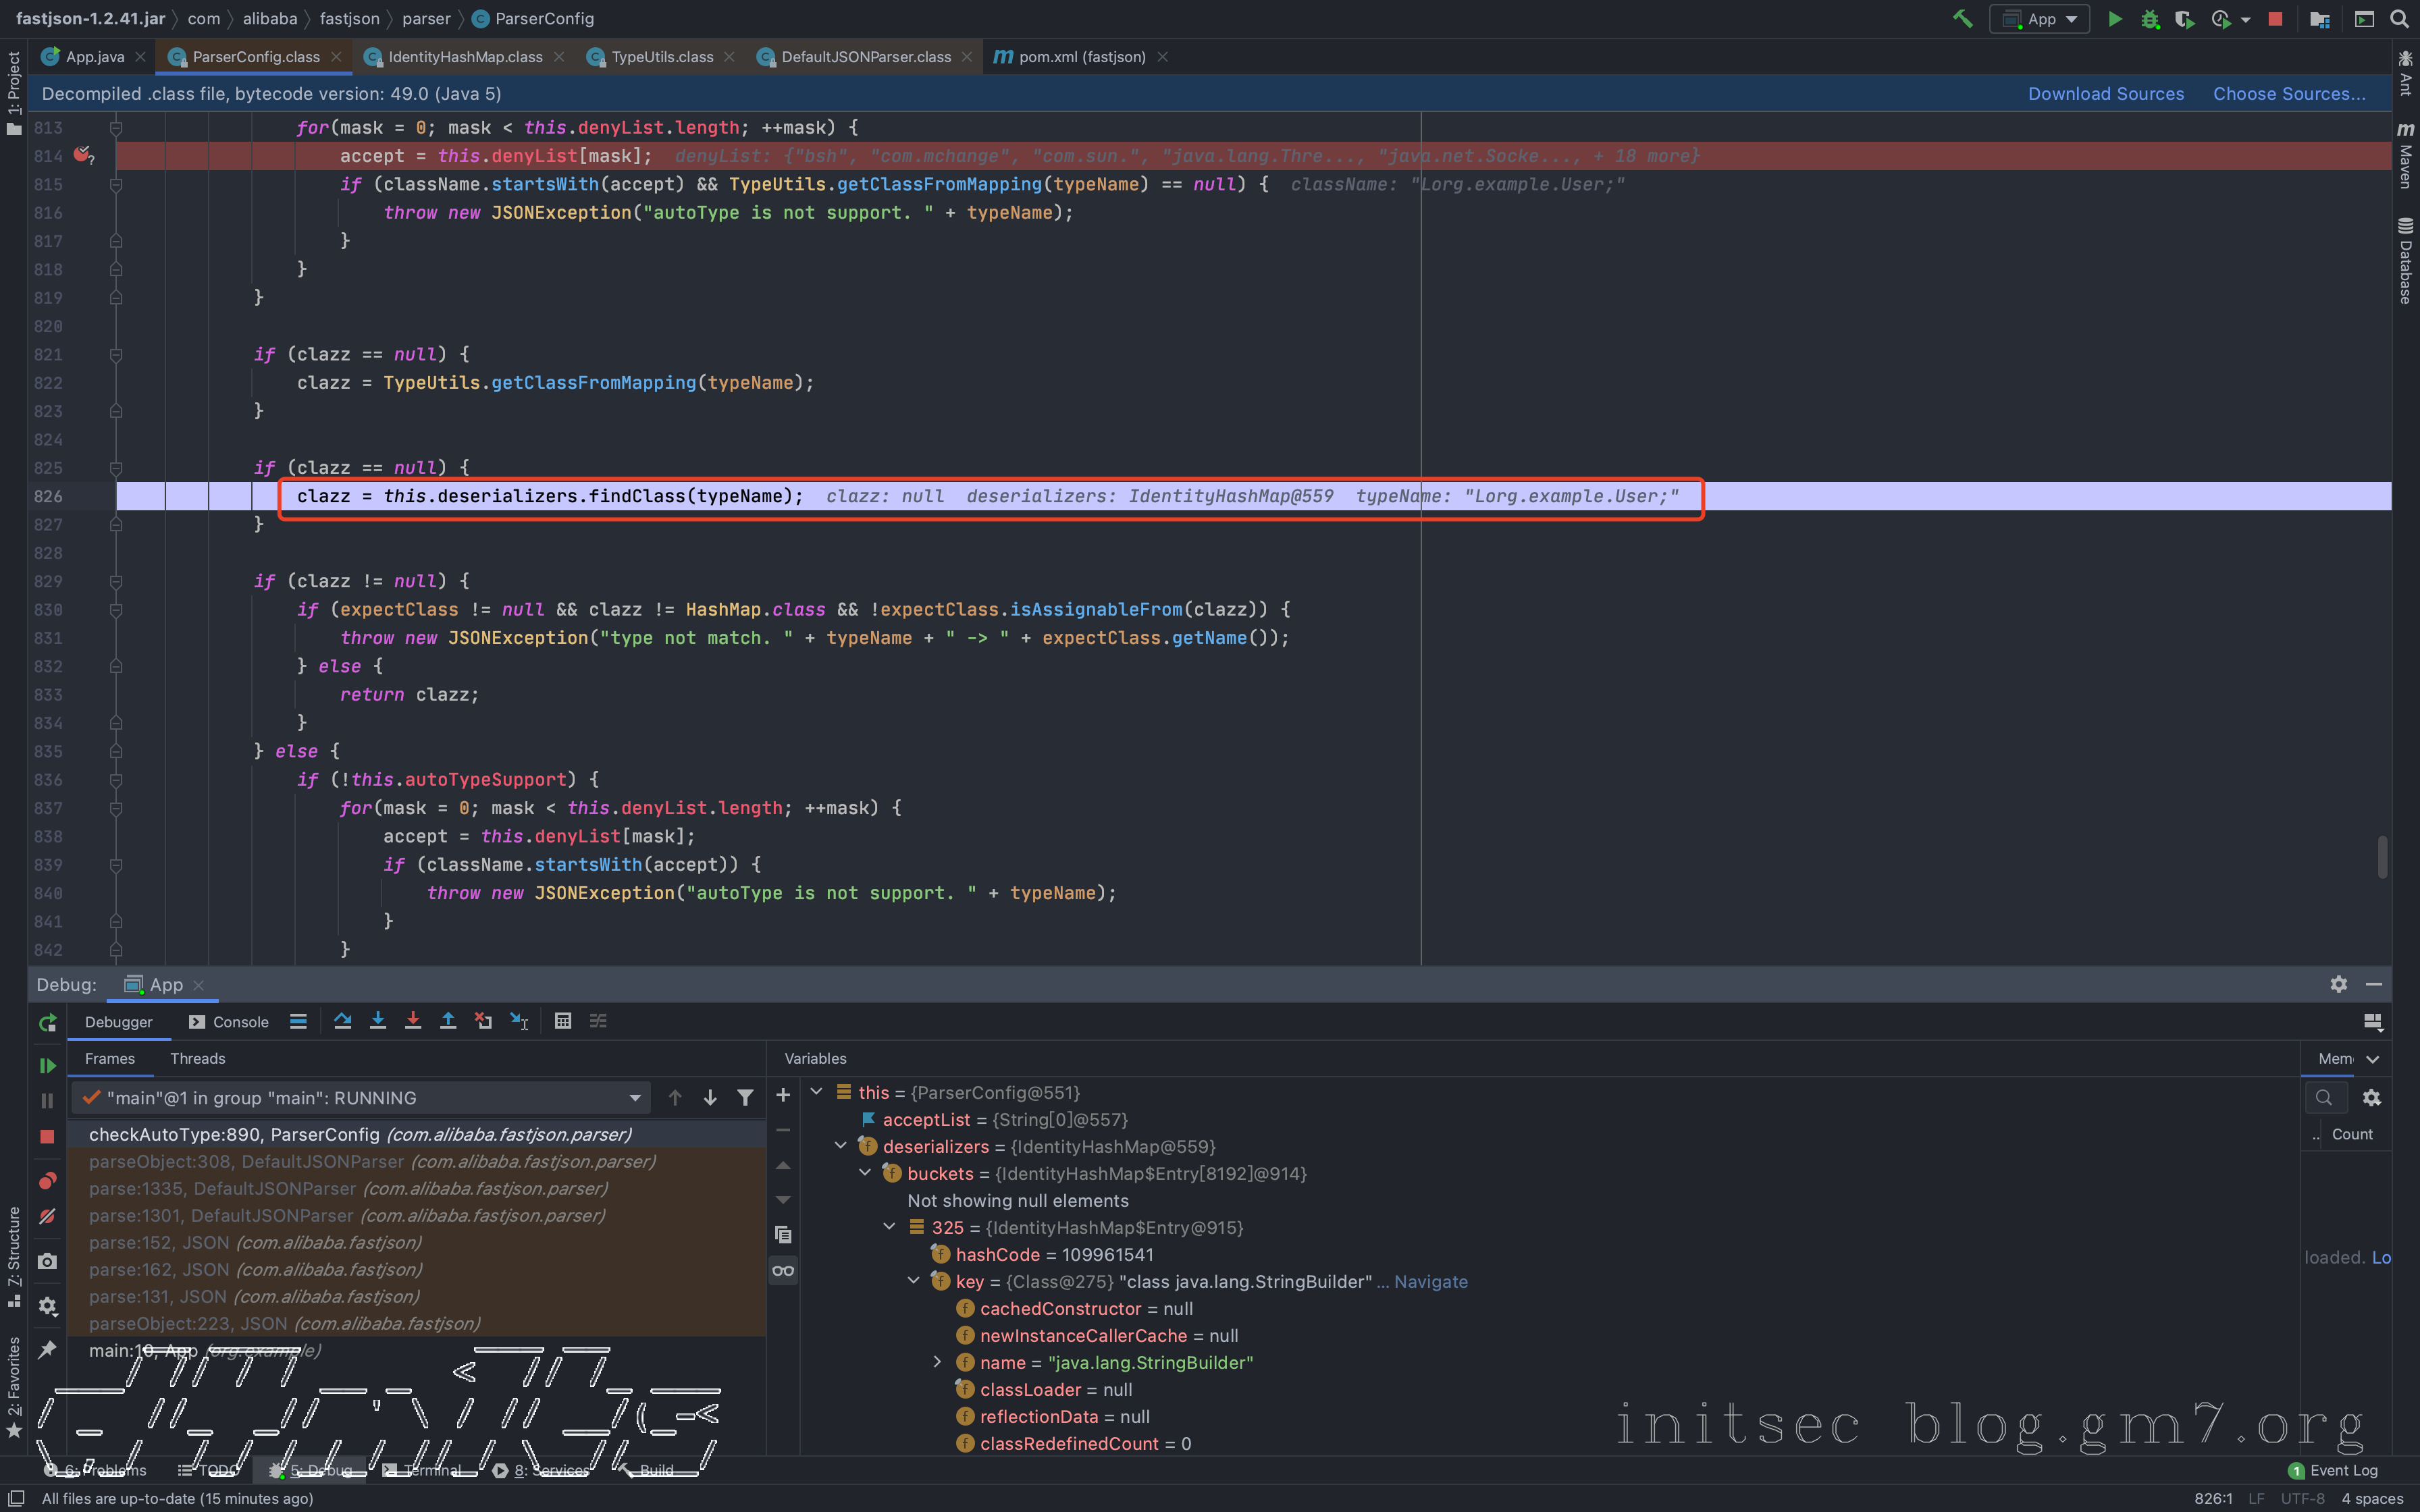 fastjson-1.2.41.jar 〉 com 〉 alibaba 〉 fastjson 〉 parser 〉 ParserConfig
App
App.java
ParserConfig.class
IdentityHashMap.class
TypeUtils.class
DefaultJSONParser.class
pom.xml (fastjson)
Decompiled .class file, bytecode version: 49.0 (Java 5)
Download Sources
Choose Sources...
1: Project
7: Structure
2: Favorites
Ant
Maven
Database
813 for(mask = 0; mask < this.denyList.length; ++mask) {
814 accept = this.denyList[mask]; denyList: {"bsh", "com.mchange", "com.sun.", "java.lang.Thre..., "java.net.Socke..., + 18 more}
815 if (className.startsWith(accept) && TypeUtils.getClassFromMapping(typeName) == null) { className: "Lorg.example.User;"
816 throw new JSONException("autoType is not support. " + typeName);
817 }
818 }
819 }
820
821 if (clazz == null) {
822 clazz = TypeUtils.getClassFromMapping(typeName);
823 }
824
825 if (clazz == null) {
826 clazz = this.deserializers.findClass(typeName); clazz: null deserializers: IdentityHashMap@559 typeName: "Lorg.example.User;"
827 }
828
829 if (clazz != null) {
830 if (expectClass != null && clazz != HashMap.class && !expectClass.isAssignableFrom(clazz)) {
831 throw new JSONException("type not match. " + typeName + " -> " + expectClass.getName());
832 } else {
833 return clazz;
834 }
835 } else {
836 if (!this.autoTypeSupport) {
837 for(mask = 0; mask < this.denyList.length; ++mask) {
838 accept = this.denyList[mask];
839 if (className.startsWith(accept)) {
840 throw new JSONException("autoType is not support. " + typeName);
841 }
842 }
Debug: App
Debugger
Console
Frames
Threads
Variables
Mem
"main"@1 in group "main": RUNNING
checkAutoType:890, ParserConfig (com.alibaba.fastjson.parser)
parseObject:308, DefaultJSONParser (com.alibaba.fastjson.parser)
parse:1335, DefaultJSONParser (com.alibaba.fastjson.parser)
parse:1301, DefaultJSONParser (com.alibaba.fastjson.parser)
parse:152, JSON (com.alibaba.fastjson)
parse:162, JSON (com.alibaba.fastjson)
parse:131, JSON (com.alibaba.fastjson)
parseObject:223, JSON (com.alibaba.fastjson)
main:10, App (org.example)
this = {ParserConfig@551}
acceptList = {String[0]@557}
deserializers = {IdentityHashMap@559}
buckets = {IdentityHashMap$Entry[8192]@914}
Not showing null elements
325 = {IdentityHashMap$Entry@915}
hashCode = 109961541
key = {Class@275} "class java.lang.StringBuilder" ... Navigate
cachedConstructor = null
newInstanceCallerCache = null
name = "java.lang.StringBuilder"
classLoader = null
reflectionData = null
classRedefinedCount = 0
.. Count
loaded. Lo
initsec blog.gm7.org
6: Problems
TODO
5: Debug
Terminal
8: Services
Build
1 Event Log
All files are up-to-date (15 minutes ago)
826:1 LF UTF-8 4 spaces